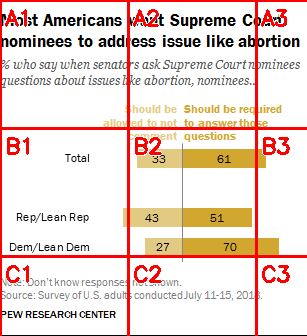 A1 A2 A3
Most Americans want Supreme Court
nominees to address issue like abortion
% who say when senators ask Supreme Court nominees
questions about issues like abortion, nominees...
Should be allowed to not comment
Should be required to answer those questions
B1 B2 B3
Total 33 61
Rep/Lean Rep 43 51
Dem/Lean Dem 27 70
C1 C2 C3
Note: Don't know responses not shown.
Source: Survey of U.S. adults conducted July 11-15, 2018.
PEW RESEARCH CENTER